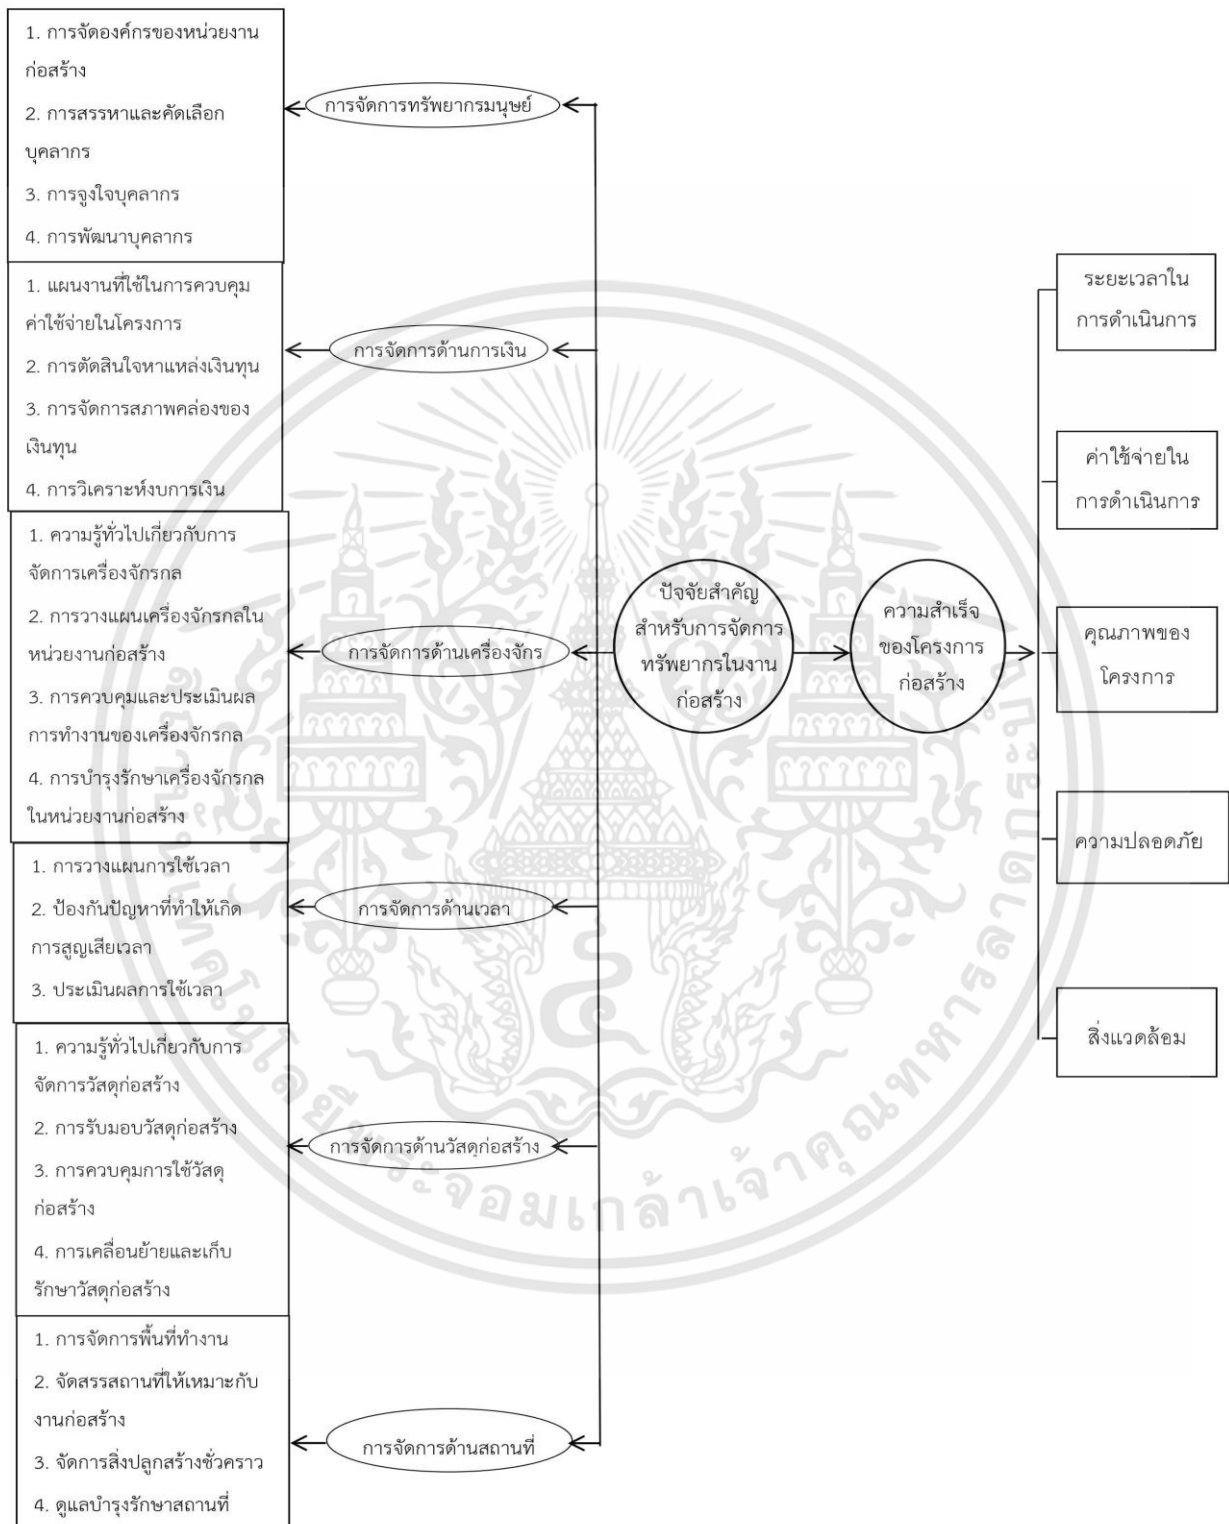 1. การจัดองค์กรของหน่วยงาน
ก่อสร้าง
2. การสรรหาและคัดเลือก
บุคลากร
3. การจูงใจบุคลากร
4. การพัฒนาบุคลากร
การจัดการทรัพยากรมนุษย์
1. แผนงานที่ใช้ในการควบคุม
ค่าใช้จ่ายในโครงการ
2. การตัดสินใจหาแหล่งเงินทุน
3. การจัดการสภาพคล่องของ
เงินทุน
4. การวิเคราะห์งบการเงิน
การจัดการด้านการเงิน
1. ความรู้ทั่วไปเกี่ยวกับการ
จัดการเครื่องจักรกล
2. การวางแผนเครื่องจักรกลใน
หน่วยงานก่อสร้าง
3. การควบคุมและประเมินผล
การทำงานของเครื่องจักรกล
4. การบำรุงรักษาเครื่องจักรกล
ในหน่วยงานก่อสร้าง
การจัดการด้านเครื่องจักร
1. การวางแผนการใช้เวลา
2. ป้องกันปัญหาที่ทำให้เกิด
การสูญเสียเวลา
3. ประเมินผลการใช้เวลา
การจัดการด้านเวลา
1. ความรู้ทั่วไปเกี่ยวกับการ
จัดการวัสดุก่อสร้าง
2. การรับมอบวัสดุก่อสร้าง
3. การควบคุมการใช้วัสดุ
ก่อสร้าง
4. การเคลื่อนย้ายและเก็บ
รักษาวัสดุก่อสร้าง
การจัดการด้านวัสดุก่อสร้าง
1. การจัดการพื้นที่ทำงาน
2. จัดสรรสถานที่ให้เหมาะกับ
งานก่อสร้าง
3. จัดการสิ่งปลูกสร้างชั่วคราว
4. ดูแลบำรุงรักษาสถานที่
การจัดการด้านสถานที่
ปัจจัยสำคัญ
สำหรับการจัดการ
ทรัพยากรในงาน
ก่อสร้าง
ความสำเร็จ
ของโครงการ
ก่อสร้าง
ระยะเวลาใน
การดำเนินการ
ค่าใช้จ่ายใน
การดำเนินการ
คุณภาพของ
โครงการ
ความปลอดภัย
สิ่งแวดล้อม
สถาบันเทคโนโลยีพระจอมเกล้าเจ้าคุณทหารลาดกระบัง